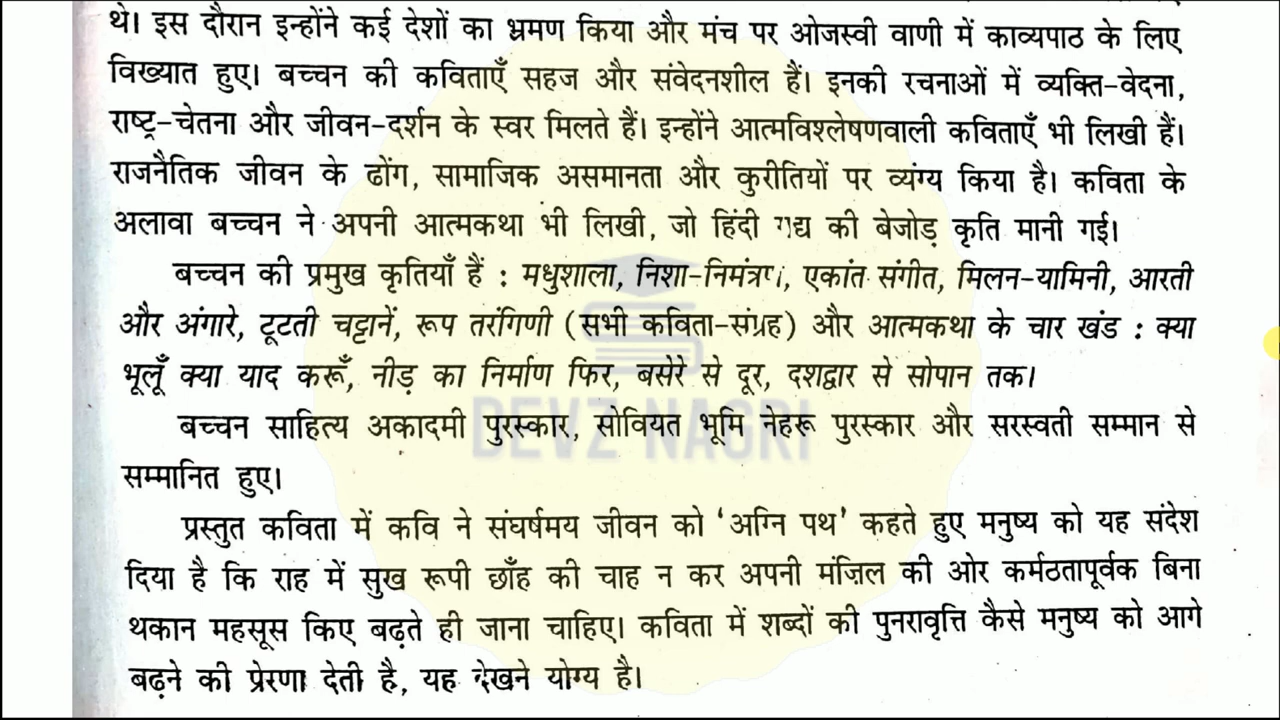 थे। इस दौरान इन्होंने कई देशों का भ्रमण किया और मंच पर ओजस्वी वाणी में काव्यपाठ के लिए
विख्यात हुए। बच्चन की कविताएँ सहज और संवेदनशील हैं। इनकी रचनाओं में व्यक्ति-वेदना,
राष्ट्र-चेतना और जीवन-दर्शन के स्वर मिलते हैं। इन्होंने आत्मविश्लेषणवाली कविताएँ भी लिखी हैं।
राजनैतिक जीवन के ढोंग, सामाजिक असमानता और कुरीतियों पर व्यंग्य किया है। कविता के
अलावा बच्चन ने अपनी आत्मकथा भी लिखी, जो हिंदी गद्य की बेजोड़ कृति मानी गई।
बच्चन की प्रमुख कृतियाँ हैं : मधुशाला, निशा-निमंत्रण, एकांत संगीत, मिलन-यामिनी, आरती
और अंगारे, टूटती चट्टानें, रूप तरंगिणी (सभी कविता-संग्रह) और आत्मकथा के चार खंड : क्या
भूलूँ क्या याद करूँ, नीड़ का निर्माण फिर, बसेरे से दूर, दशद्वार से सोपान तक।
बच्चन साहित्य अकादमी पुरस्कार, सोवियत भूमि नेहरू पुरस्कार और सरस्वती सम्मान से
सम्मानित हुए।
DEVZ NAGRI
प्रस्तुत कविता में कवि ने संघर्षमय जीवन को ‘अग्नि पथ’ कहते हुए मनुष्य को यह संदेश
दिया है कि राह में सुख रूपी छाँह की चाह न कर अपनी मंज़िल की ओर कर्मठतापूर्वक बिना
थकान महसूस किए बढ़ते ही जाना चाहिए। कविता में शब्दों की पुनरावृत्ति कैसे मनुष्य को आगे
बढ़ने की प्रेरणा देती है, यह देखने योग्य है।